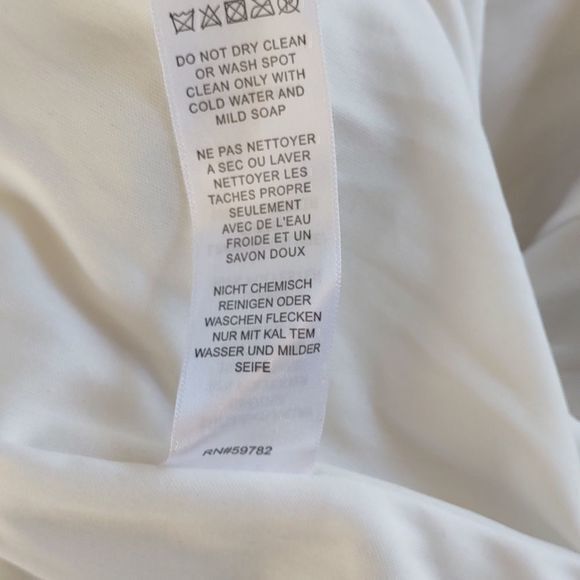 DO NOT DRY CLEAN
OR WASH SPOT
CLEAN ONLY WITH
COLD WATER AND
MILD SOAP
NE PAS NETTOYER
A SEC OU LAVER
NETTOYER LES
TACHES PROPRE
SEULEMENT
AVEC DE L'EAU
FROIDE ET UN
SAVON DOUX
NICHT CHEMISCH
REINIGEN ODER
WASCHEN FLECKEN
NUR MIT KAL TEM
WASSER UND MILDER
SEIFE
RN#59782